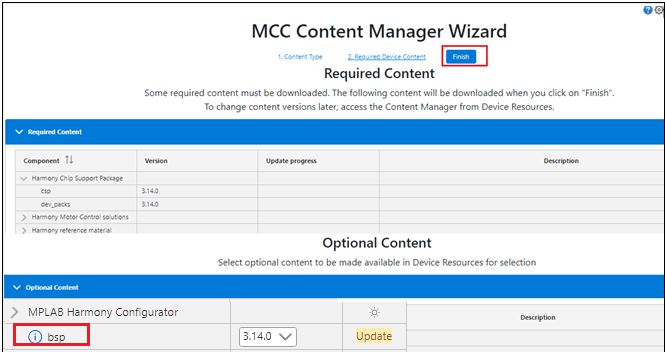 MCC Content Manager Wizard
1. Content Type 2. Required Device Content Finish
Required Content
Some required content must be downloaded. The following content will be downloaded when you click on "Finish".
To change content versions later, access the Content Manager from Device Resources.
Required Content
Component Version Update progress Description
Harmony Chip Support Package
csp 3.14.0
dev_packs 3.14.0
Harmony Motor Control solutions
Harmony reference material
Optional Content
Select optional content to be made available in Device Resources for selection
Optional Content
MPLAB Harmony Configurator Description
bsp 3.14.0 Update